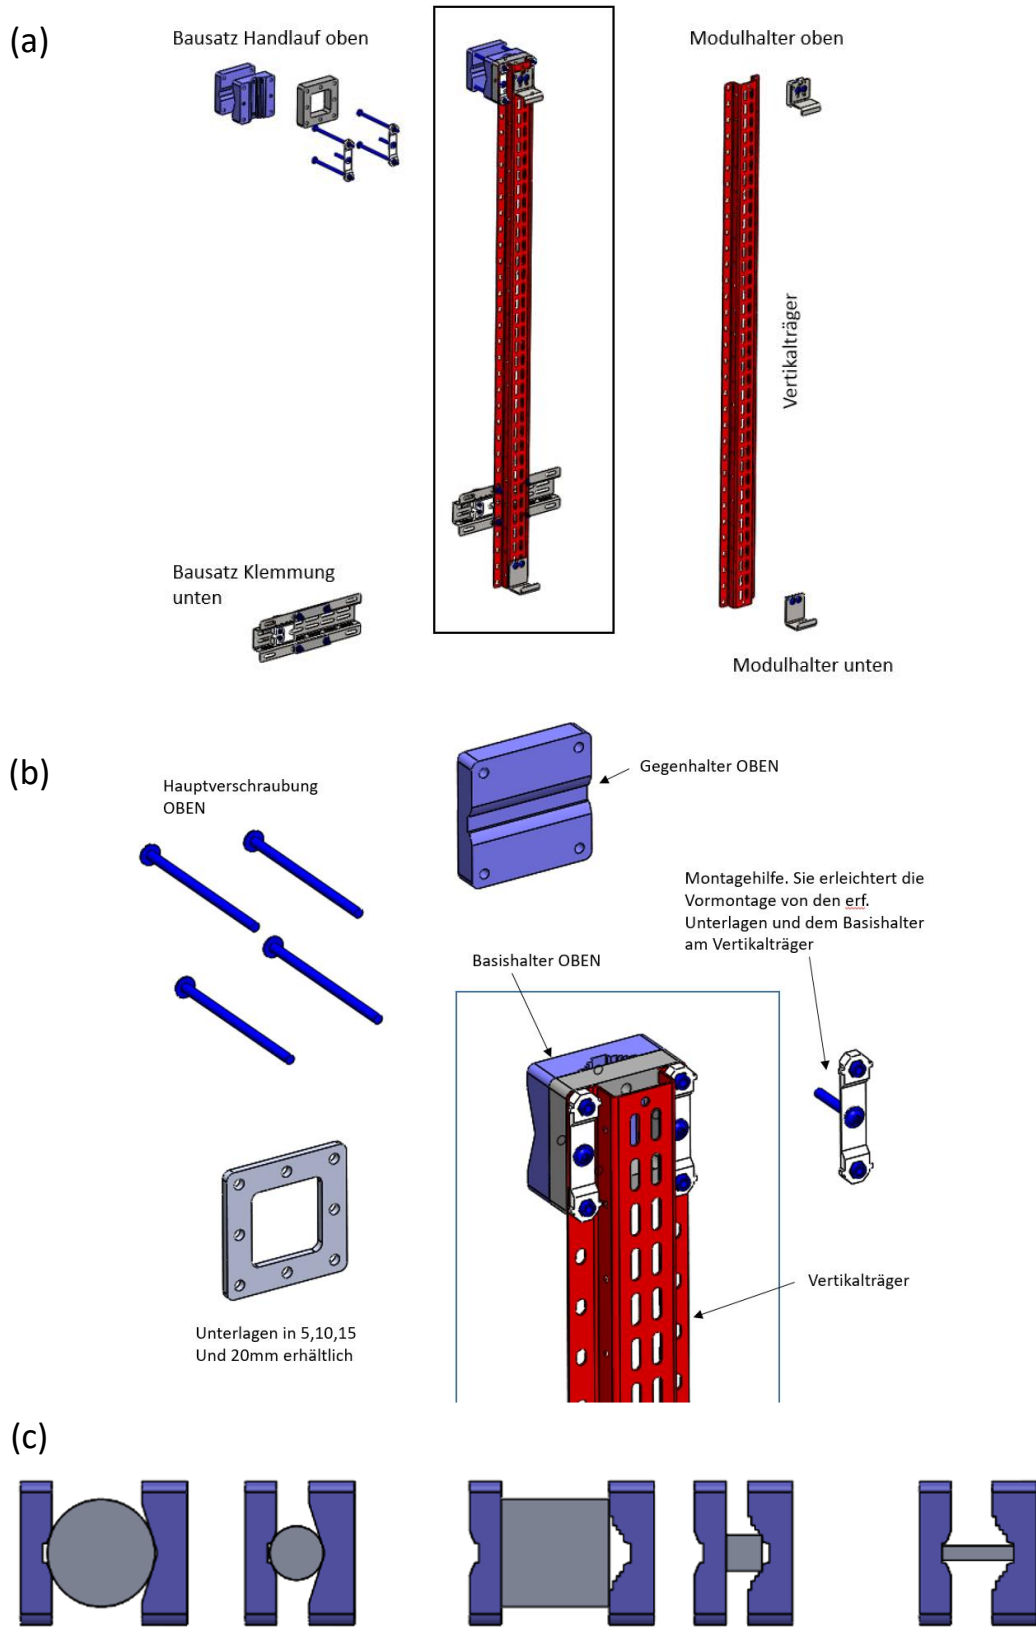 (a)
Bausatz Handlauf oben
Modulhalter oben
Vertikalträger
Bausatz Klemmung
unten
Modulhalter unten
(b)
Hauptverschraubung
OBEN
Gegenhalter OBEN
Montagehilfe. Sie erleichtert die
Vormontage von den erf.
Unterlagen und dem Basishalter
am Vertikalträger
Basishalter OBEN
Vertikalträger
Unterlagen in 5,10,15
Und 20mm erhältlich
(c)